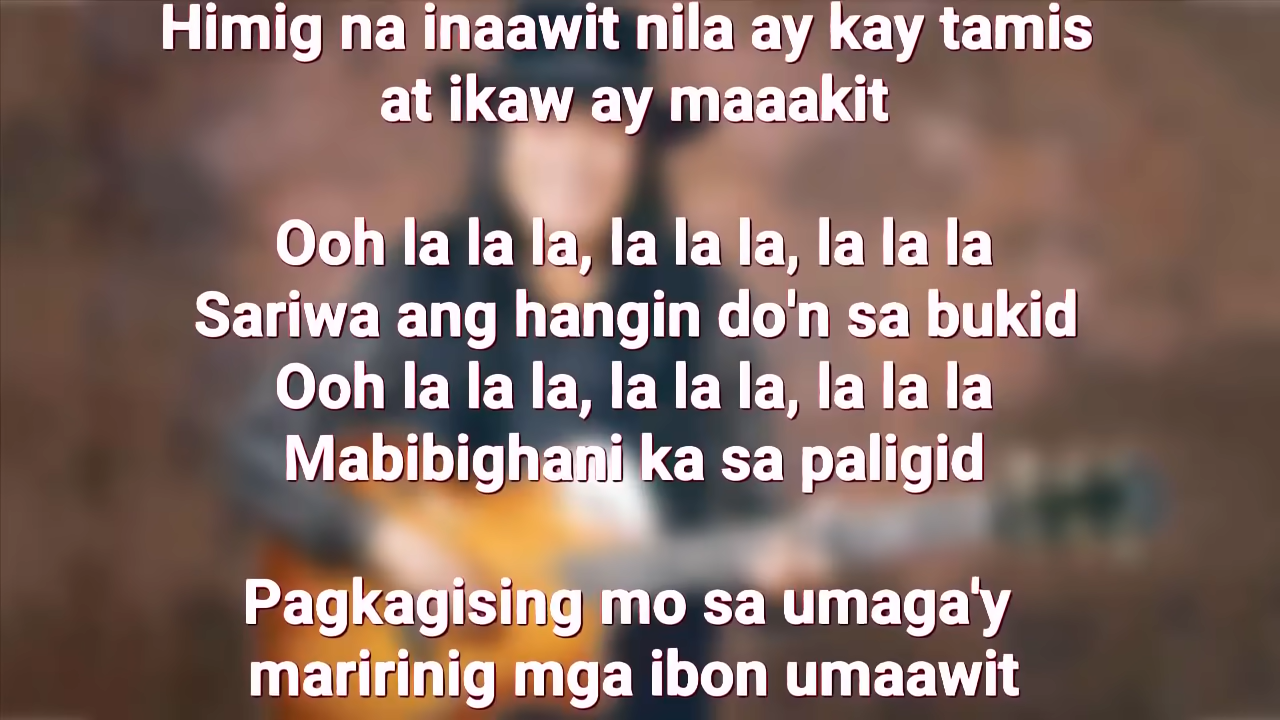 Himig na inaawit nila ay kay tamis
at ikaw ay maaakit
Ooh la la la, la la la, la la la
Sariwa ang hangin do'n sa bukid
Ooh la la la, la la la, la la la
Mabibighani ka sa paligid
Pagkagising mo sa umaga'y
maririnig mga ibon umaawit